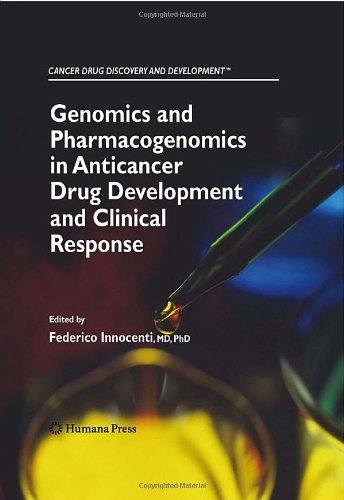 Copyrighted Material
CANCER DRUG DISCOVERY AND DEVELOPMENT™
Genomics and
Pharmacogenomics
in Anticancer
Drug Development
and Clinical
Response
Edited by
Federico Innocenti, MD, PhD
Humana Press
Copyrighted Material